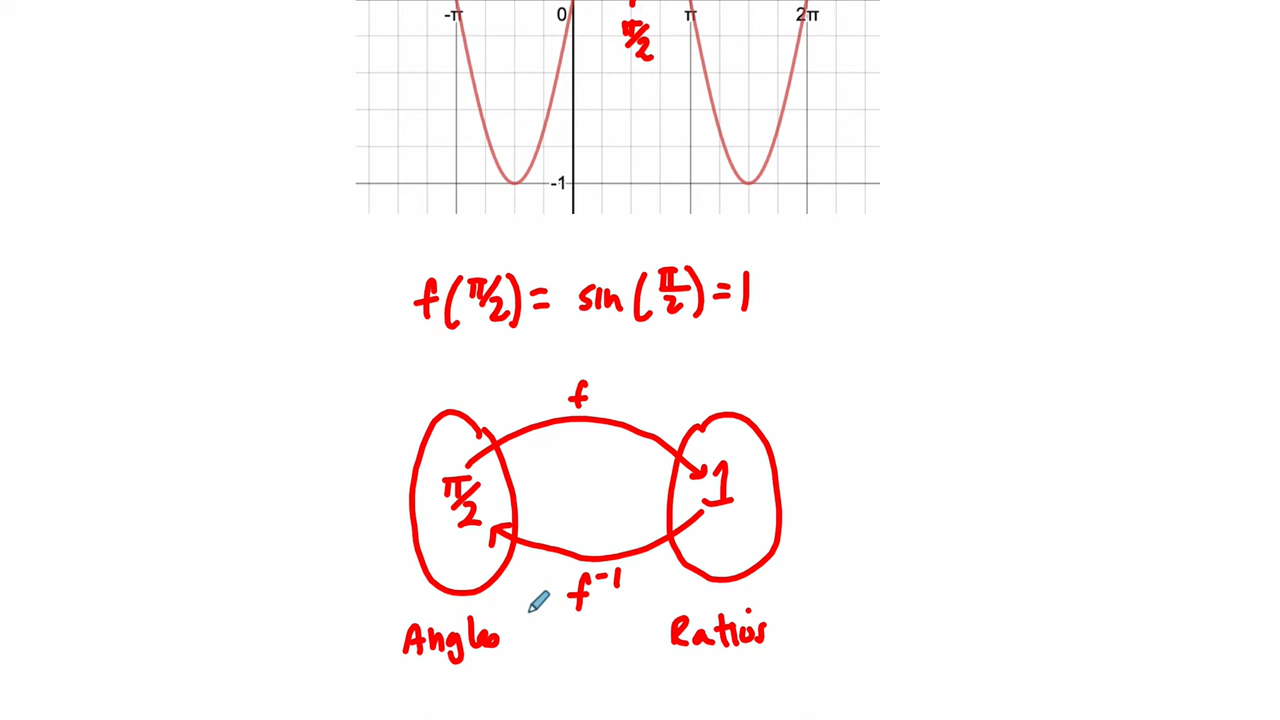 -π 0 π 2π
π/2
-1
f(π/2) = sin(π/2) = 1
f
π/2 1
f⁻¹
Angles Ratios